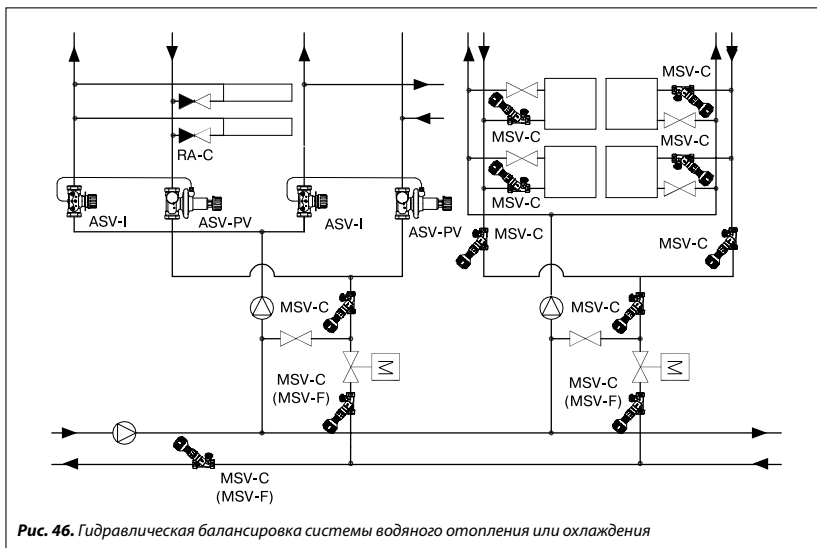 MSV-C
MSV-C
MSV-C
RA-C
MSV-C
ASV-I
ASV-PV
ASV-I
ASV-PV
MSV-C
MSV-C
MSV-C
MSV-C
MSV-C
M
M
MSV-C
(MSV-F)
MSV-C
(MSV-F)
MSV-C
(MSV-F)
Рис. 46. Гидравлическая балансировка системы водяного отопления или охлаждения